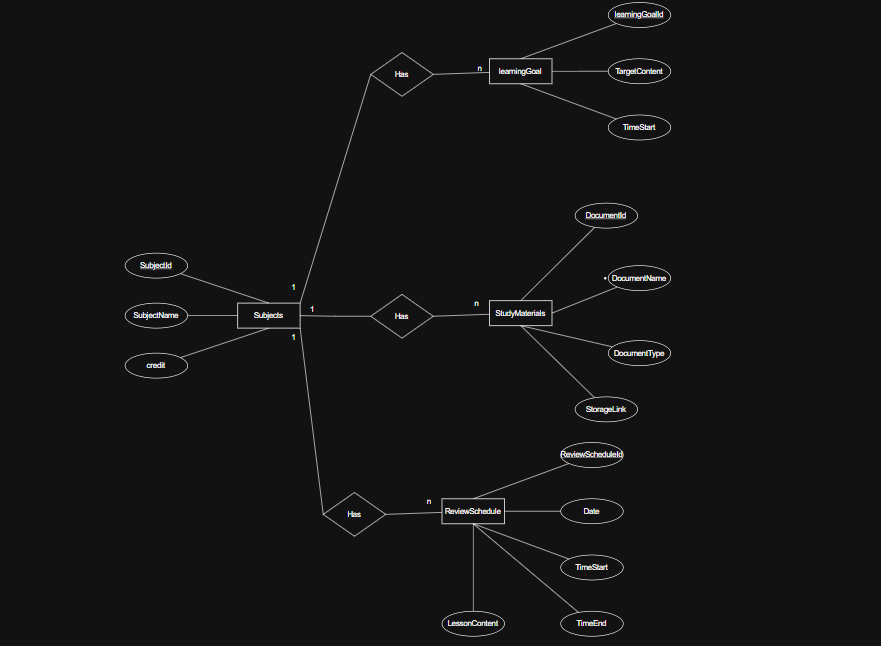 learningGoalId
Has
n
learningGoal
TargetContent
TimeStart
DocumentId
SubjectId
DocumentName
1
SubjectName
Subjects
1
Has
n
StudyMaterials
1
DocumentType
credit
StorageLink
ReviewScheduleId
Has
n
ReviewSchedule
Date
TimeStart
LessonContent
TimeEnd